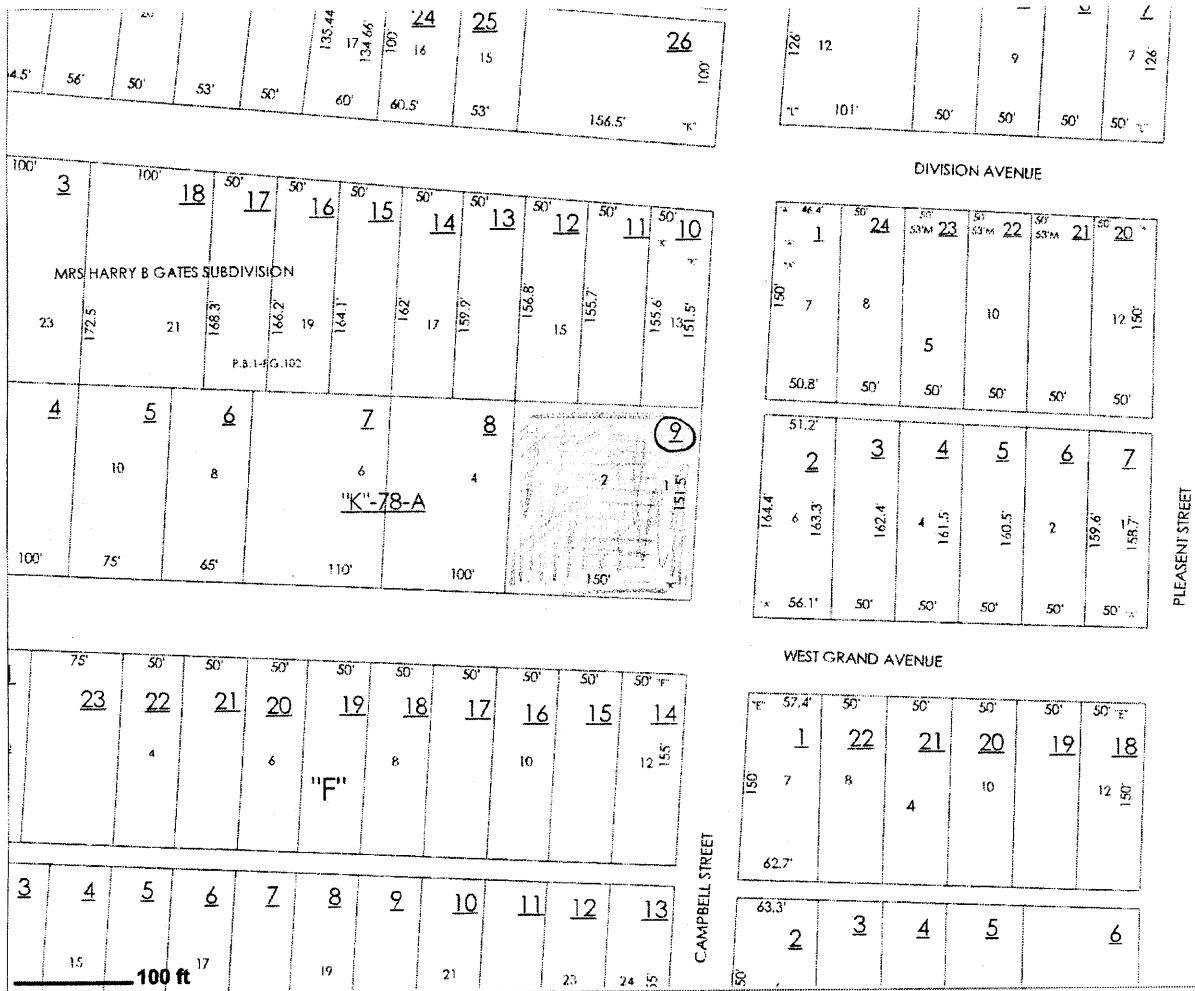 24 25 26
135.44 17 134.66' 100' 16 15 100'
4.5' 56' 50' 53' 50' 60' 60.5' 53' 156.5' "K"
7
126' 12 9 7 126'
"L" 101' 50' 50' 50' "L"
DIVISION AVENUE
100' 100' 50' 50' 50' 50' 50' 50' 50' 50'
3 18 17 16 15 14 13 12 11 10
"K"
MRS HARRY B GATES SUBDIVISION
23 172.5' 21 168.3' 166.2' 19 164.1' 162' 17 159.9' 156.8' 15 155.7' 155.6' 13 151.5'
P.B.1-PG.102
46.4' 50' 50' 50' 50' 50'
53'M 53'M 53'M
1 24 23 22 21 20
150' 7 8 10 12 150'
5
50.8' 50' 50' 50' 50' 50'
4 5 6 7 8 9
10 8 6 4 2 1
"K"-78-A
151.5'
100' 75' 65' 110' 100' 150' "K"
51.2'
2 3 4 5 6 7
164.4' 6 163.3' 162.4' 4 161.5' 160.5' 2 159.6' 1 158.7'
56.1' 50' 50' 50' 50' 50'
PLEASENT STREET
WEST GRAND AVENUE
75' 50' 50' 50' 50' 50' 50' 50' 50' 50' "F"
23 22 21 20 19 18 17 16 15 14
4 6 8 10 12 155'
"F"
"E" 57.4' 50' 50' 50' 50' 50' "E"
1 22 21 20 19 18
150' 7 8 10 12 150'
4
62.7'
CAMPBELL STREET
3 4 5 6 7 8 9 10 11 12 13
15 17 19 21 23 24
100 ft
63.3'
2 3 4 5 6
50'